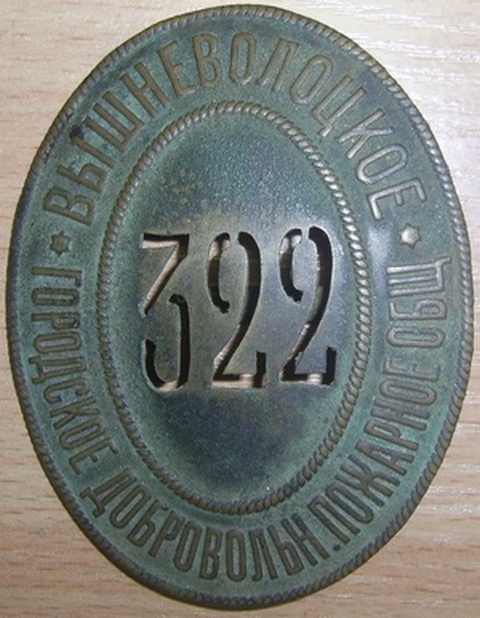 ВЫШНЕВОЛОЦКОЕ
ГОРОДСКОЕ ДОБРОВОЛЬН. ПОЖАРНОЕ ОБЩ
322